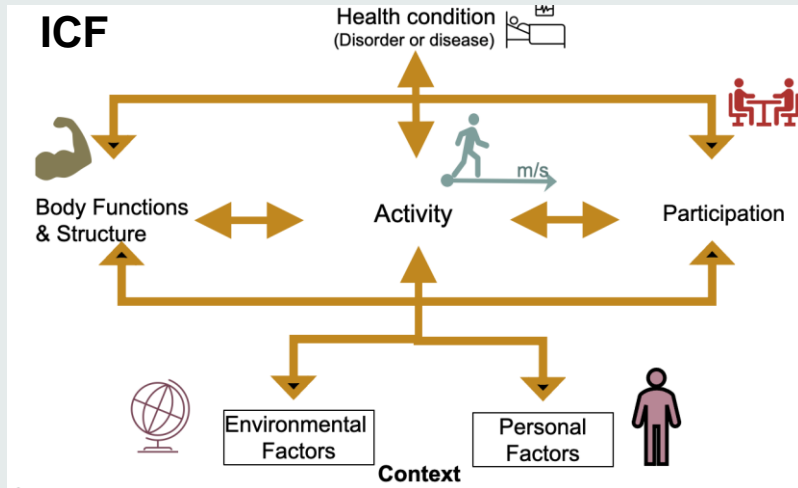 ICF
Health condition
(Disorder or disease)
m/s
Body Functions
& Structure
Activity
Participation
Environmental
Factors
Personal
Factors
Context